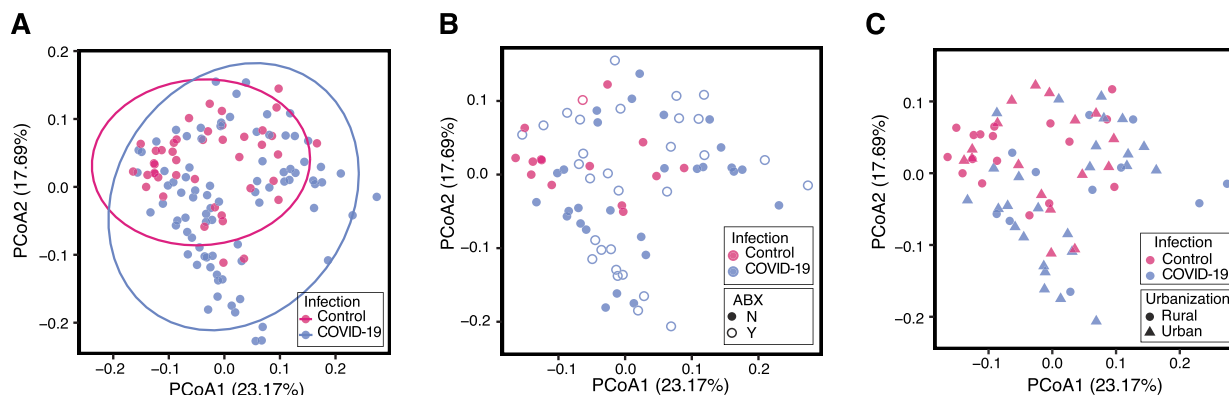 A
0.2
0.1
0.0
−0.1
−0.2
PCoA2 (17.69%)
Infection
Control
COVID-19
−0.2
−0.1
0.0
0.1
0.2
PCoA1 (23.17%)
B
0.1
0.0
−0.1
−0.2
PCoA2 (17.69%)
Infection
Control
COVID-19
ABX
N
Y
−0.1
0.0
0.1
0.2
PCoA1 (23.17%)
C
0.1
0.0
−0.1
−0.2
PCoA2 (17.69%)
Infection
Control
COVID-19
Urbanization
Rural
Urban
−0.1
0.0
0.1
0.2
PCoA1 (23.17%)